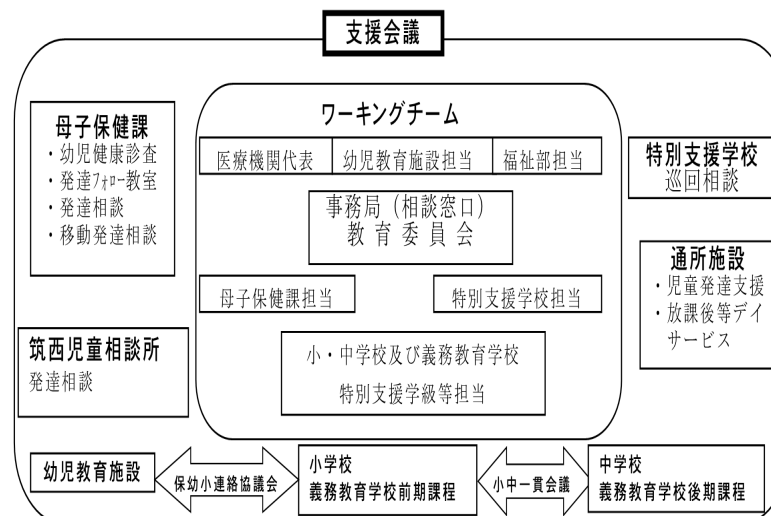 支援会議
母子保健課
・幼児健康診査
・発達フォロー教室
・発達相談
・移動発達相談
筑西児童相談所
発達相談
ワーキングチーム
医療機関代表
幼児教育施設担当
福祉部担当
事務局（相談窓口）
教育委員会
母子保健課担当
特別支援学校担当
小・中学校及び義務教育学校
特別支援学級等担当
特別支援学校
巡回相談
通所施設
・児童発達支援
・放課後等デイ
サービス
幼児教育施設
保幼小連絡協議会
小学校
義務教育学校前期課程
小中一貫会議
中学校
義務教育学校後期課程